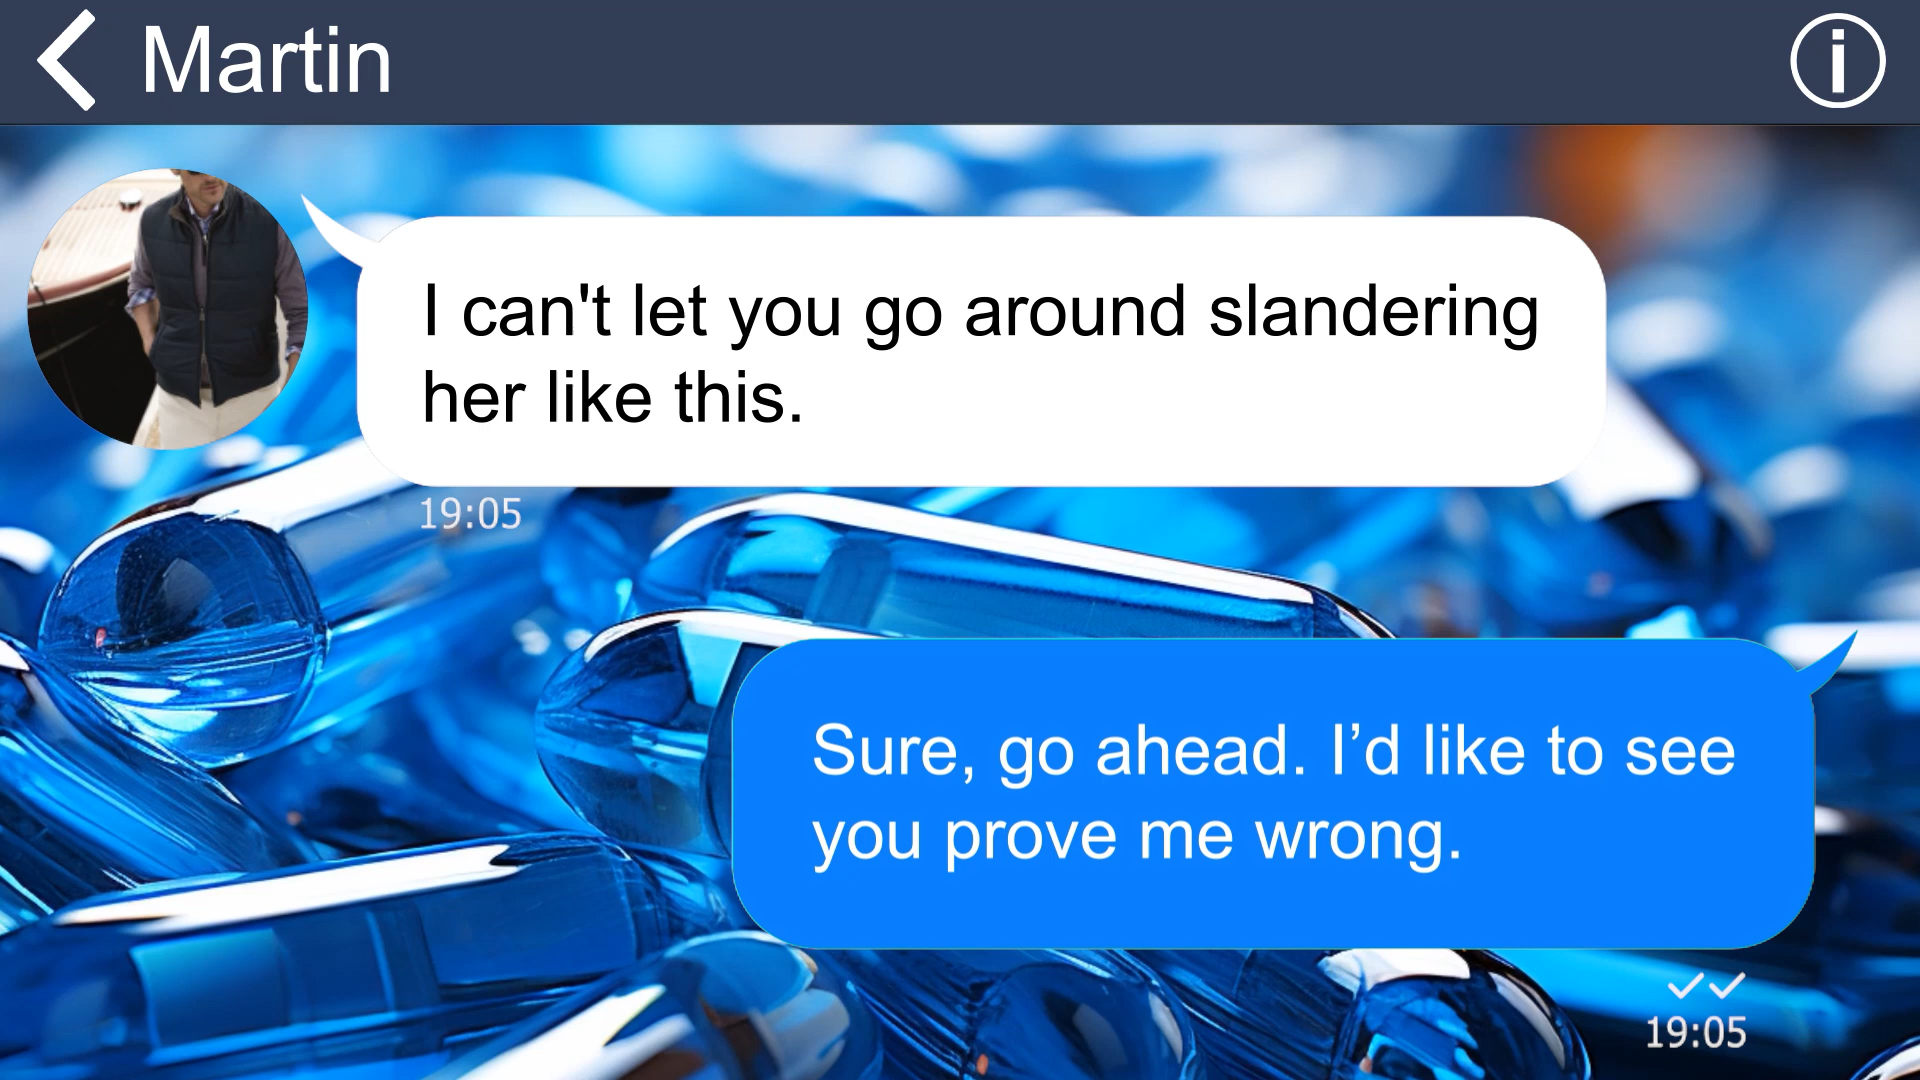 Martin
I can't let you go around slandering
her like this.
19:05
Sure, go ahead. I’d like to see
you prove me wrong.
19:05